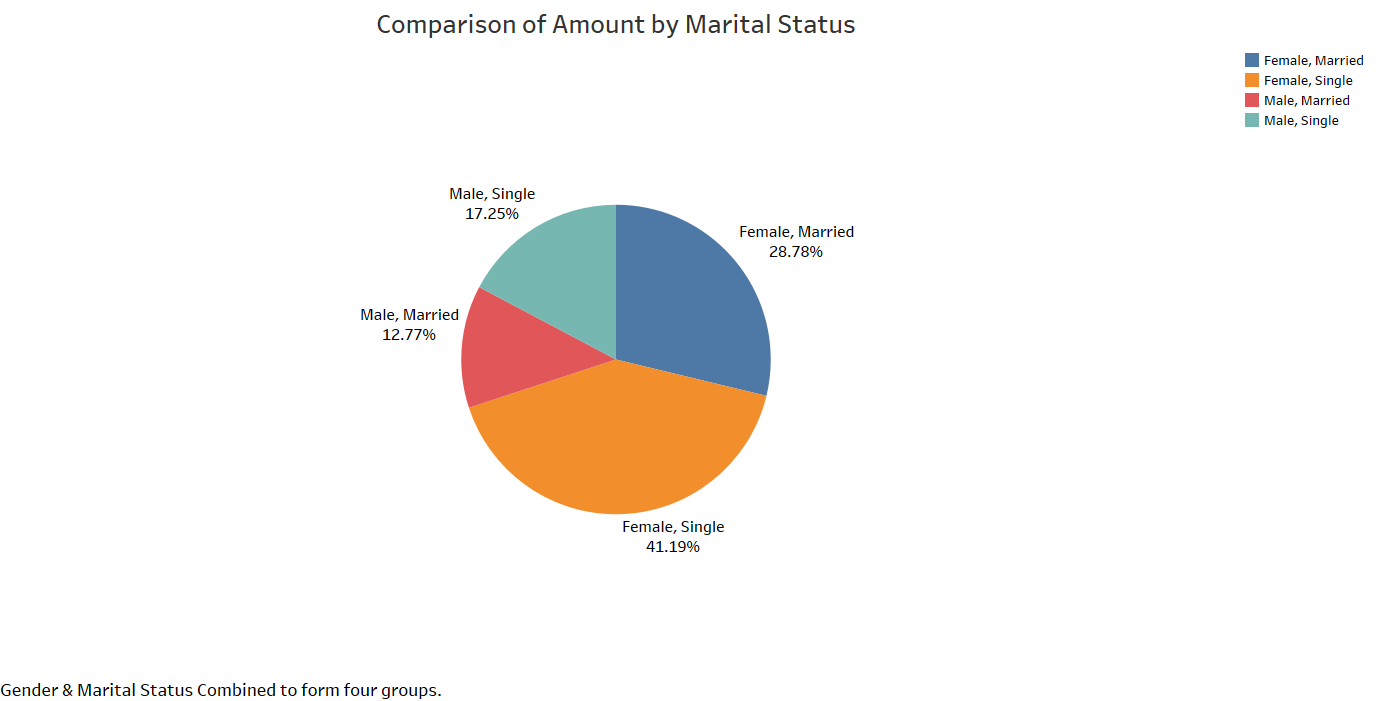 Comparison of Amount by Marital Status
Female, Married
Female, Single
Male, Married
Male, Single
Male, Single
17.25%
Female, Married
28.78%
Male, Married
12.77%
Female, Single
41.19%
Gender & Marital Status Combined to form four groups.